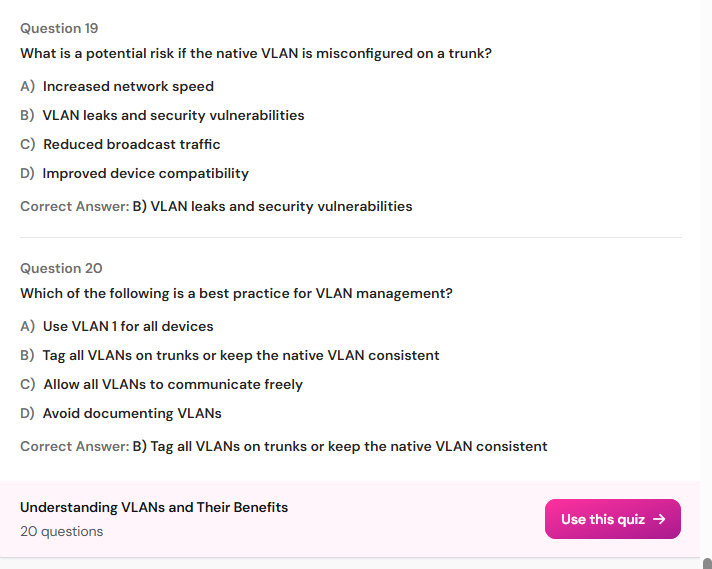 Question 19
What is a potential risk if the native VLAN is misconfigured on a trunk?
A) Increased network speed
B) VLAN leaks and security vulnerabilities
C) Reduced broadcast traffic
D) Improved device compatibility
Correct Answer: B) VLAN leaks and security vulnerabilities
Question 20
Which of the following is a best practice for VLAN management?
A) Use VLAN 1 for all devices
B) Tag all VLANs on trunks or keep the native VLAN consistent
C) Allow all VLANs to communicate freely
D) Avoid documenting VLANs
Correct Answer: B) Tag all VLANs on trunks or keep the native VLAN consistent
Understanding VLANs and Their Benefits
20 questions
Use this quiz →